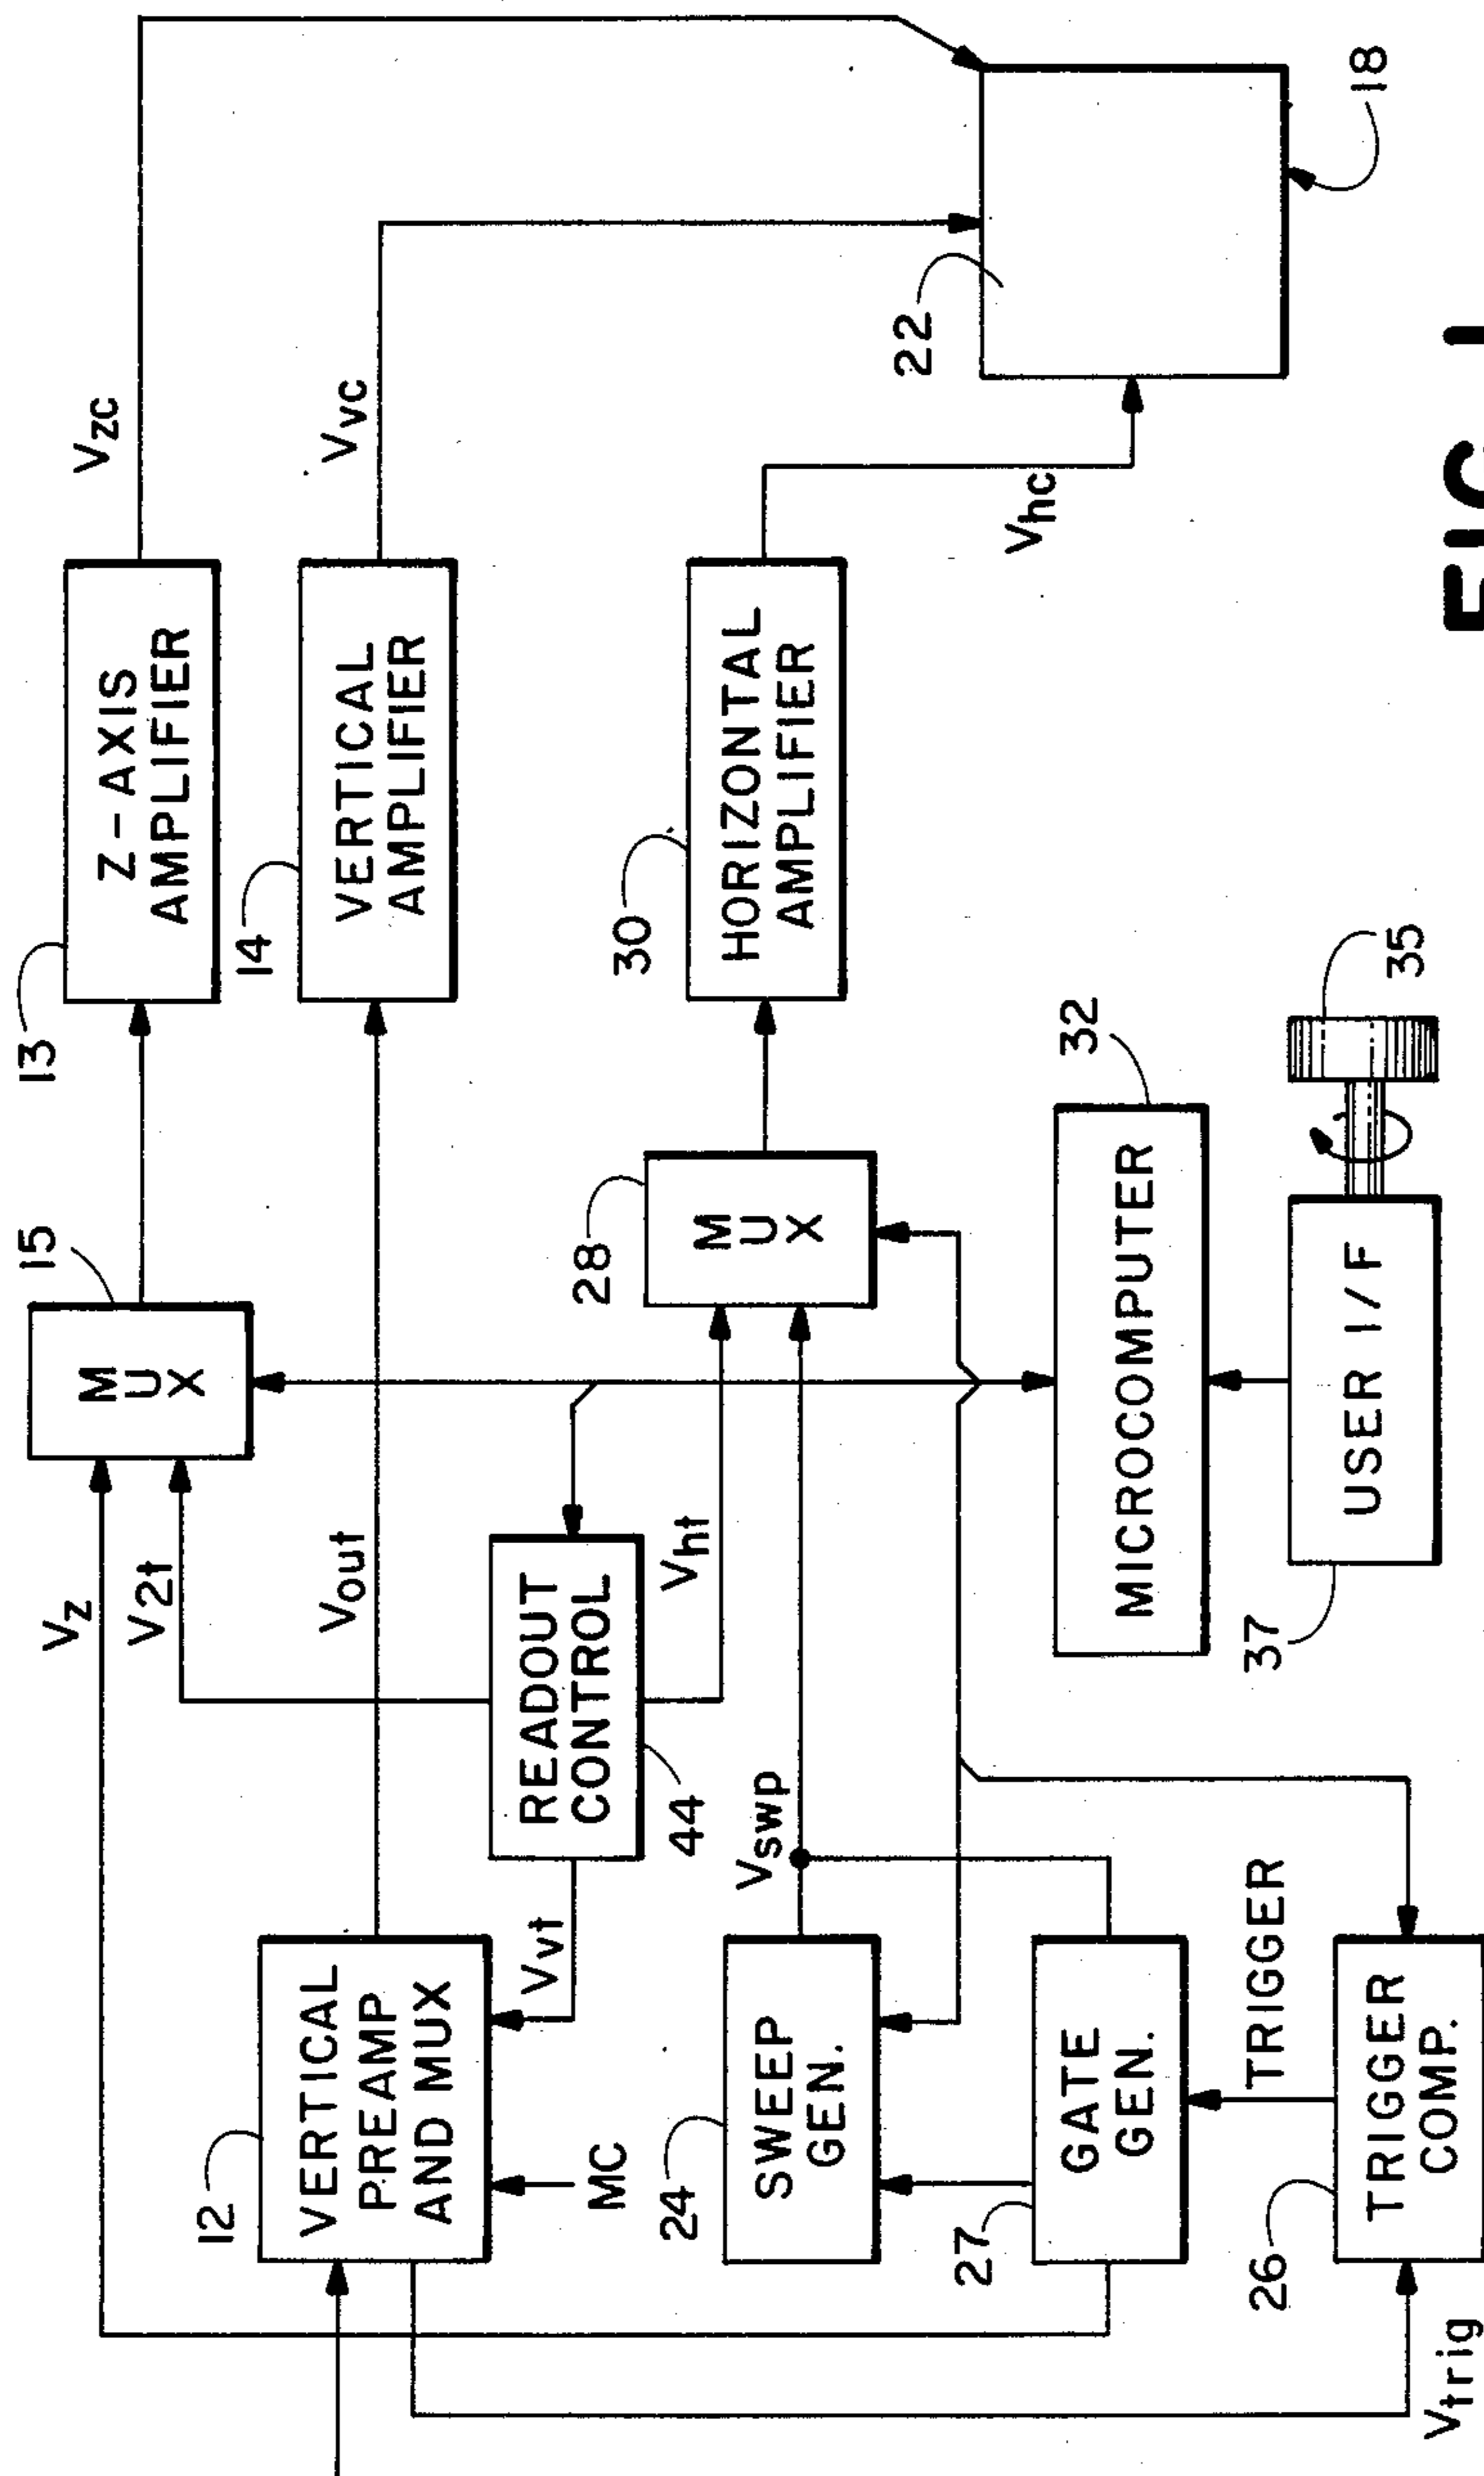 13
Z-AXIS
AMPLIFIER
Vzc
15
MUX
Vz
V2t
14
VERTICAL
AMPLIFIER
Vvc
Vout
12
VERTICAL
PREAMP
AND MUX
MC
Vvt
READOUT
CONTROL
44
Vht
28
MUX
30
HORIZONTAL
AMPLIFIER
Vhc
22
18
24
SWEEP
GEN.
Vswp
27
GATE
GEN.
TRIGGER
26
TRIGGER
COMP.
Vtrig
32
MICROCOMPUTER
37
USER I/F
35